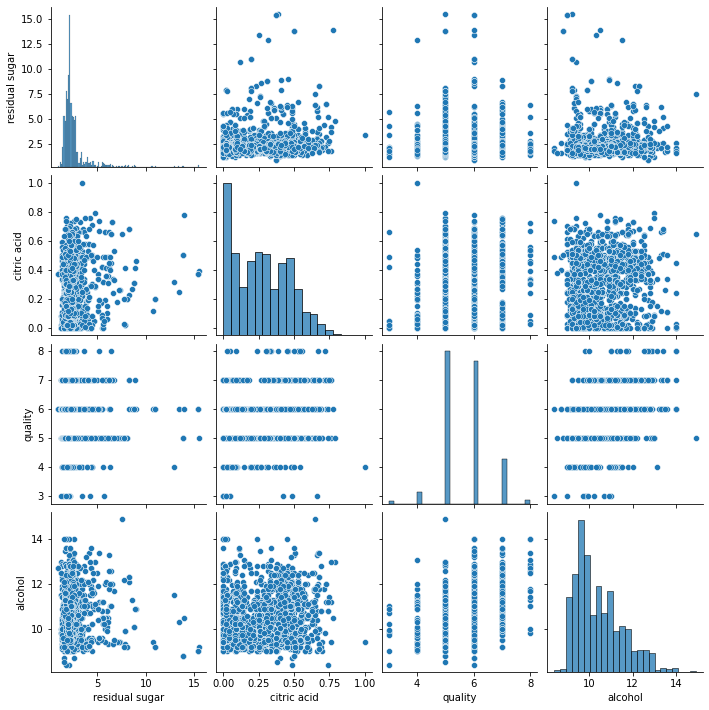 15.0
12.5
10.0
7.5
5.0
2.5
residual sugar
1.0
0.8
0.6
0.4
0.2
0.0
citric acid
8
7
6
5
4
3
quality
14
12
10
alcohol
5 10 15
0.00 0.25 0.50 0.75 1.00
4 6 8
10 12 14
residual sugar citric acid quality alcohol